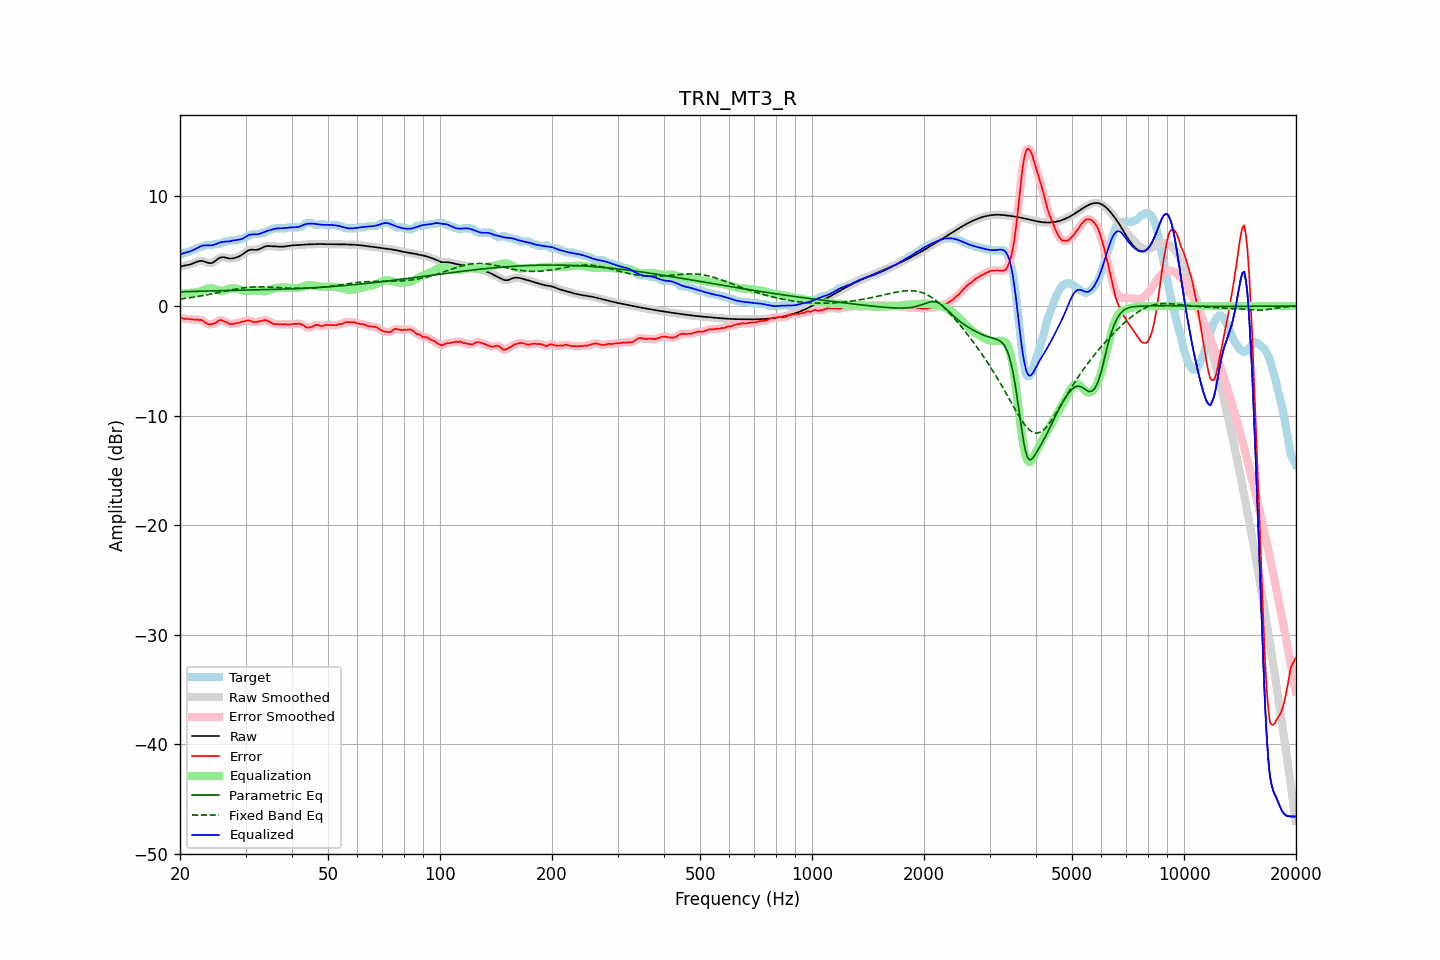 TRN_MT3_R
Amplitude (dBr)
10
0
−10
−20
−30
−40
−50
Target
Raw Smoothed
Error Smoothed
Raw
Error
Equalization
Parametric Eq
Fixed Band Eq
Equalized
20 50 100 200 500 1000 2000 5000 10000 20000
Frequency (Hz)